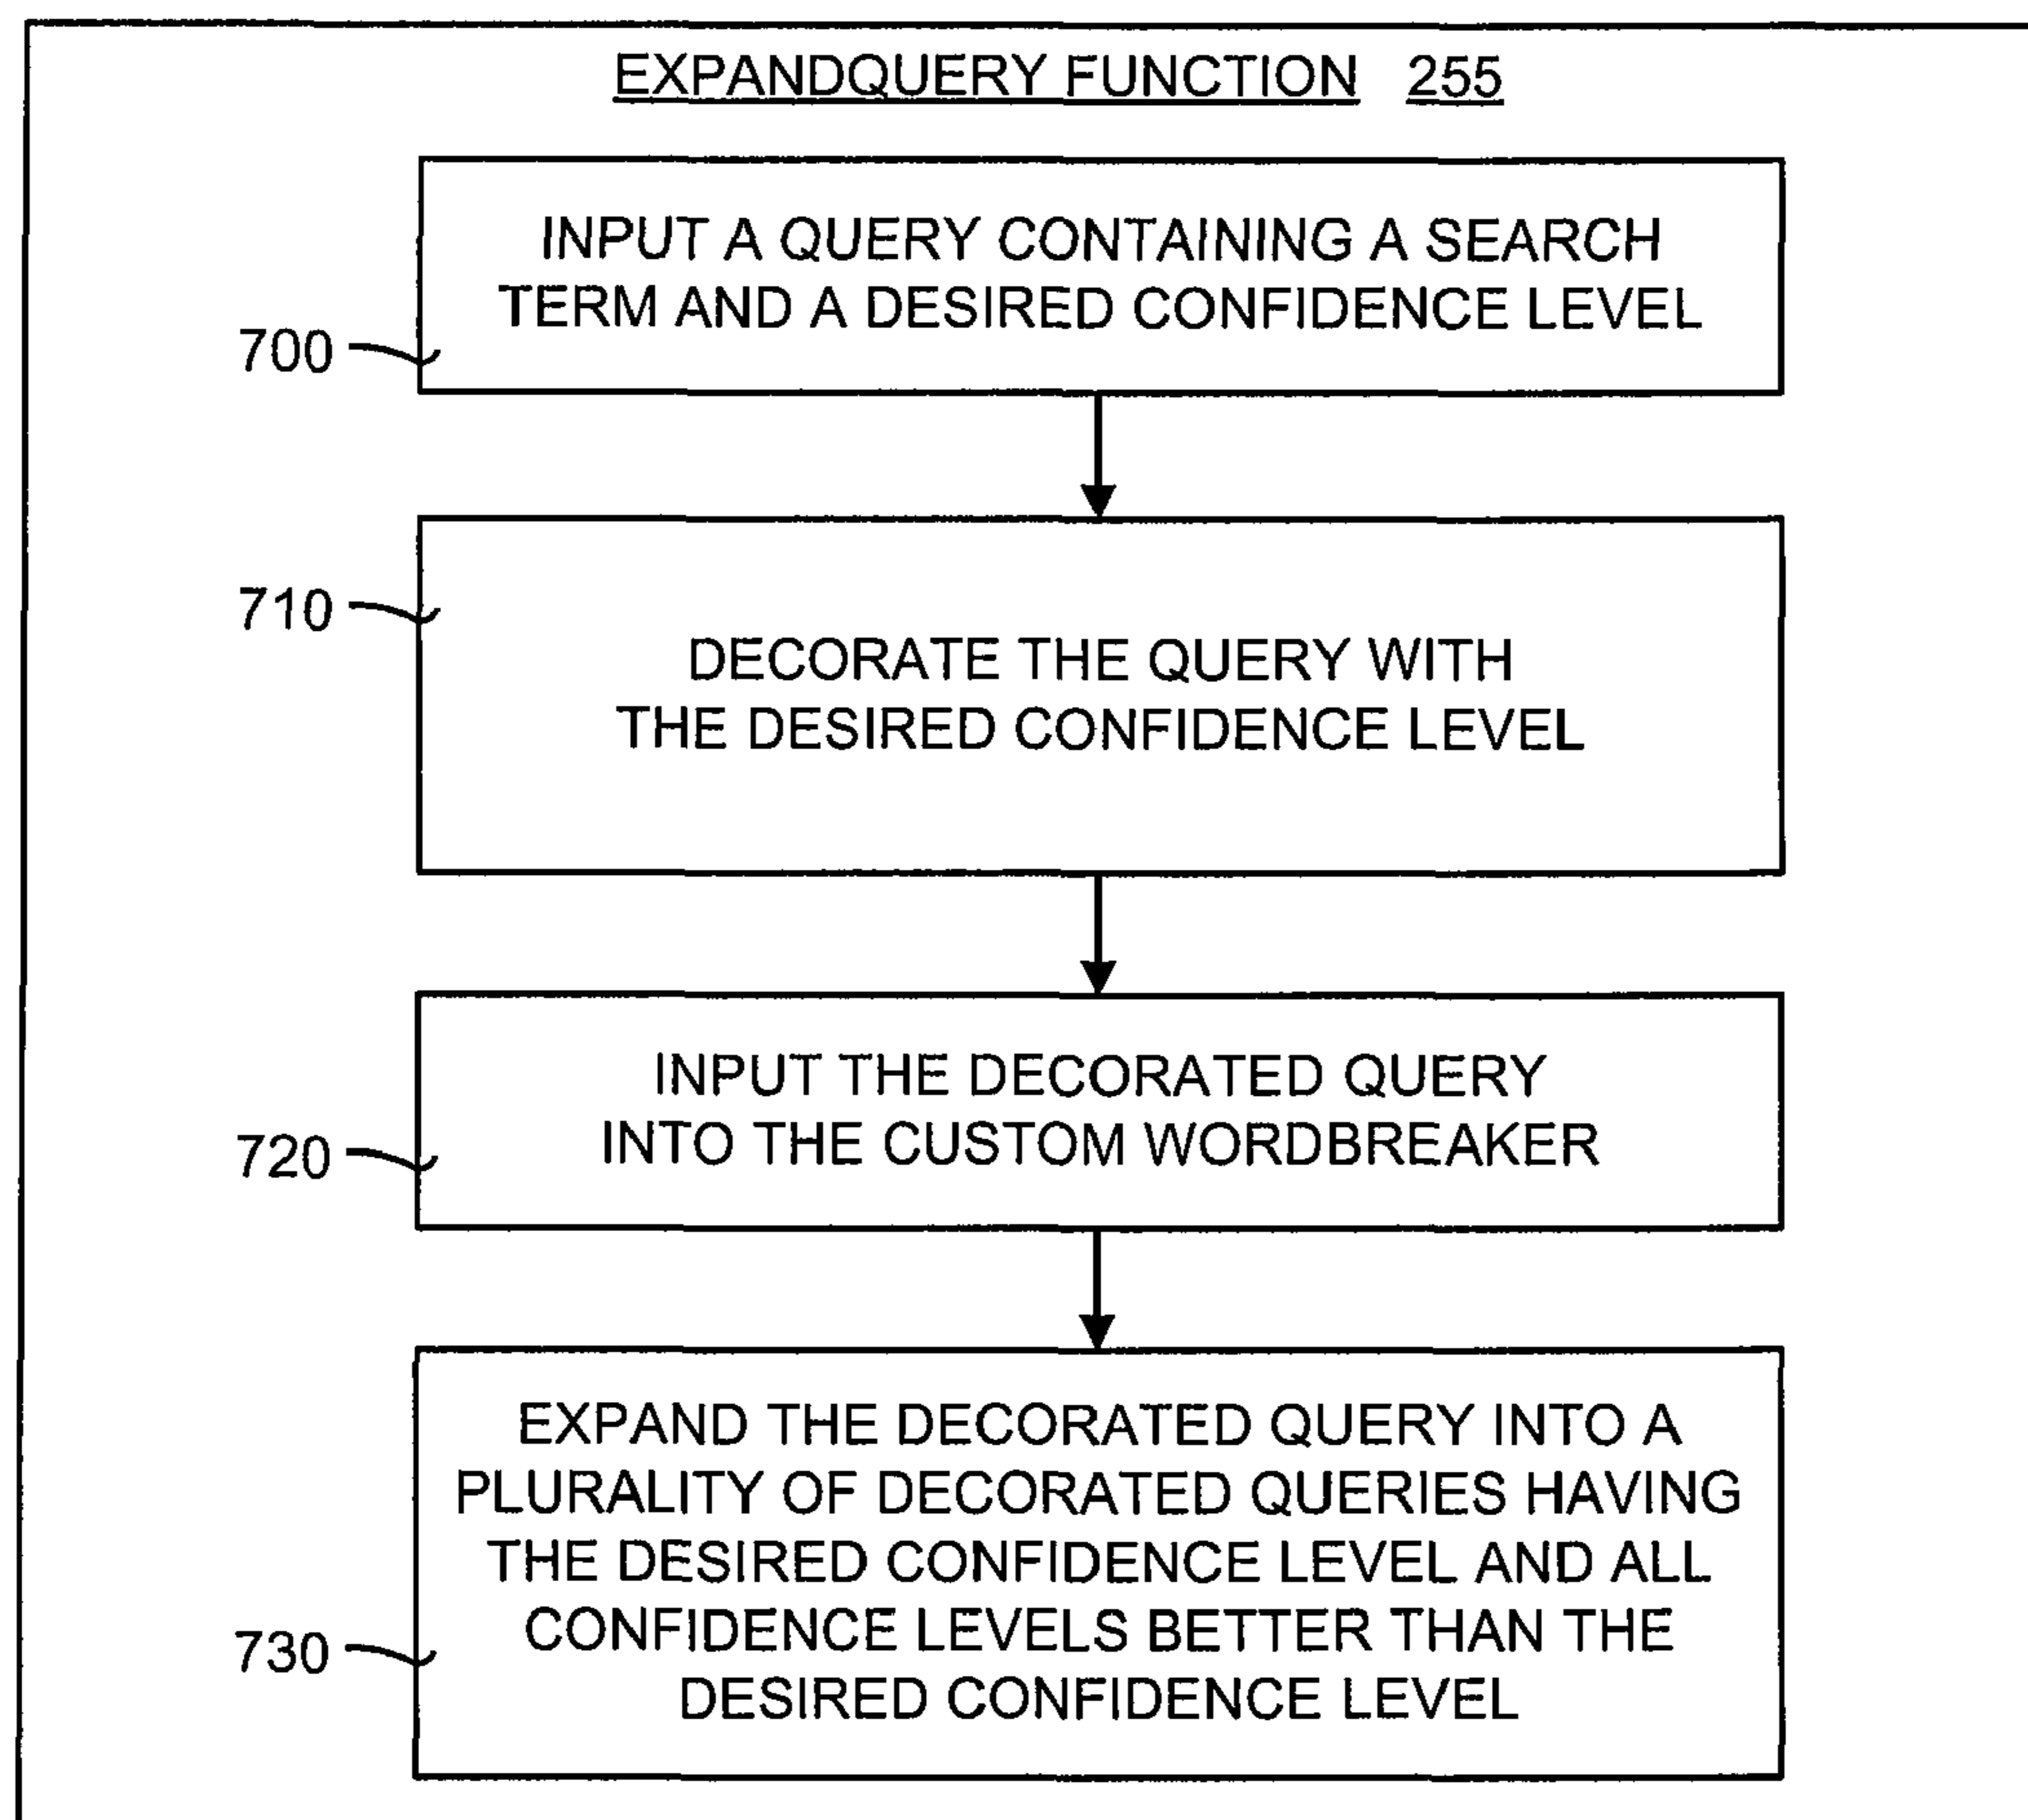 EXPANDQUERY FUNCTION 255
INPUT A QUERY CONTAINING A SEARCH
TERM AND A DESIRED CONFIDENCE LEVEL
700
710
DECORATE THE QUERY WITH
THE DESIRED CONFIDENCE LEVEL
INPUT THE DECORATED QUERY
INTO THE CUSTOM WORDBREAKER
720
EXPAND THE DECORATED QUERY INTO A
PLURALITY OF DECORATED QUERIES HAVING
THE DESIRED CONFIDENCE LEVEL AND ALL
CONFIDENCE LEVELS BETTER THAN THE
730
DESIRED CONFIDENCE LEVEL